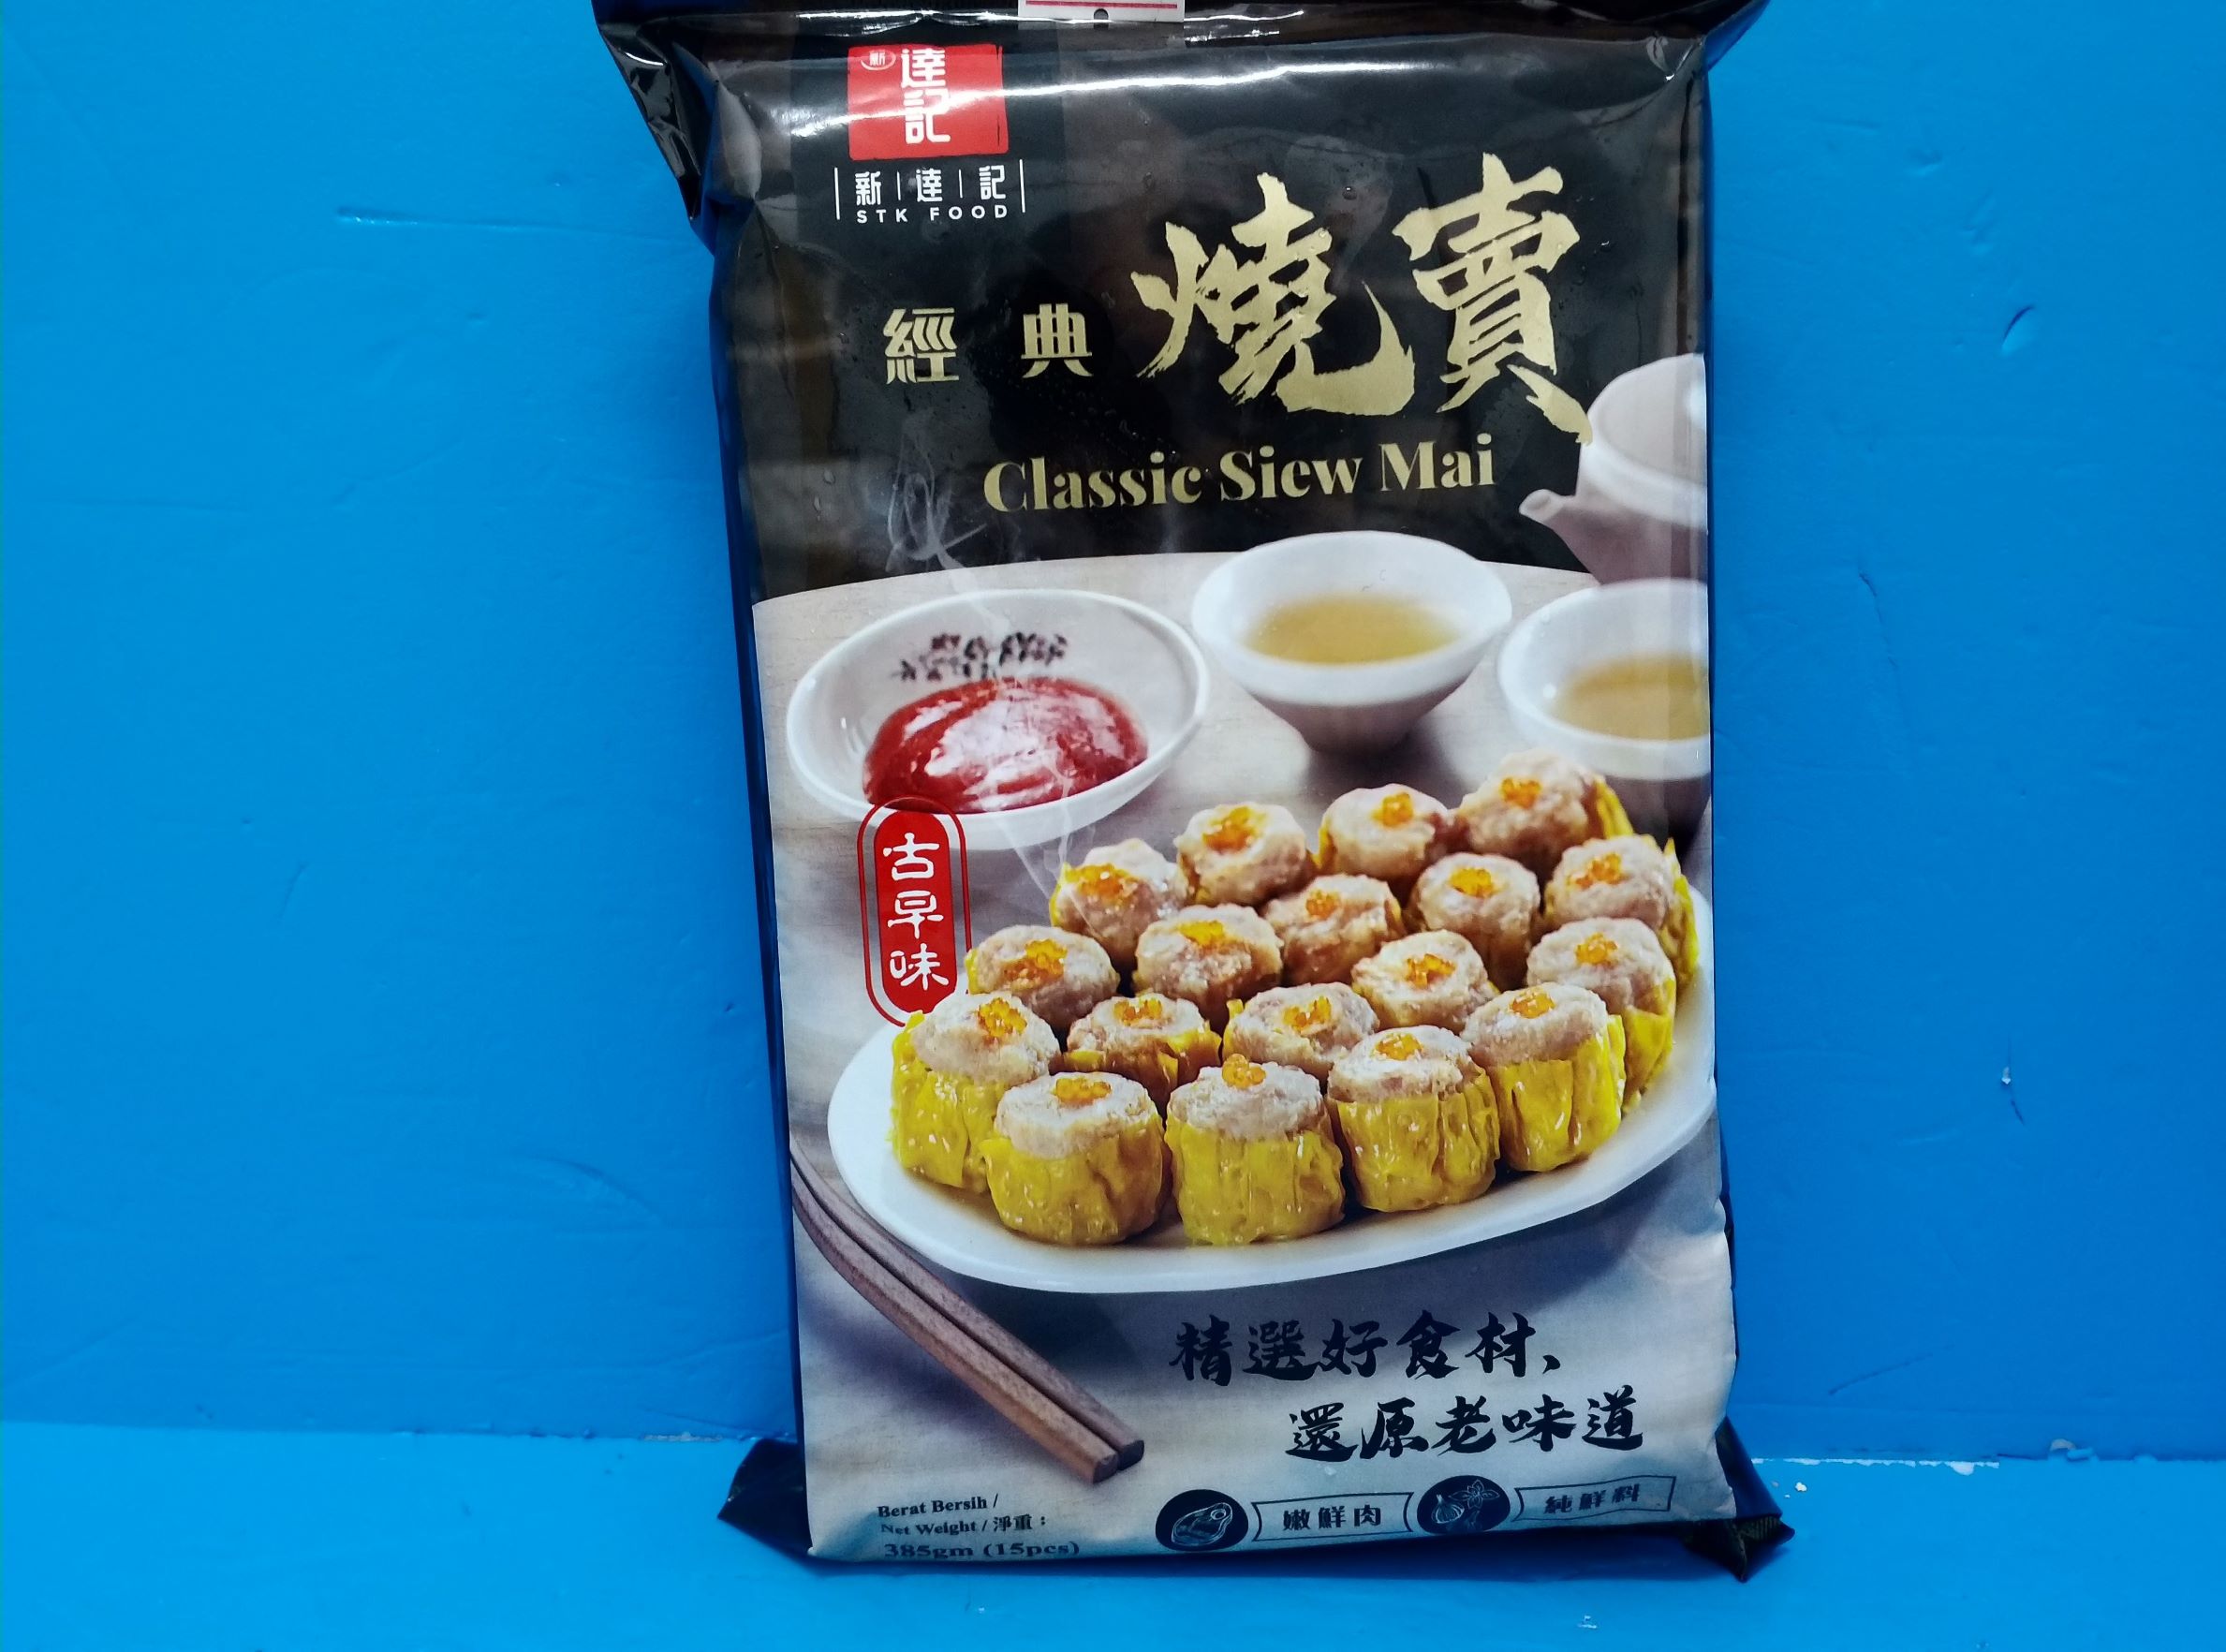 新
達
記
新|達|記
STK FOOD
經典
燒賣
Classic Siew Mai
古早味
精選好食材、
還原老味道
Berat Bersih /
Net Weight / 淨重：
385gm (15pcs)
嫩鮮肉
純鮮料